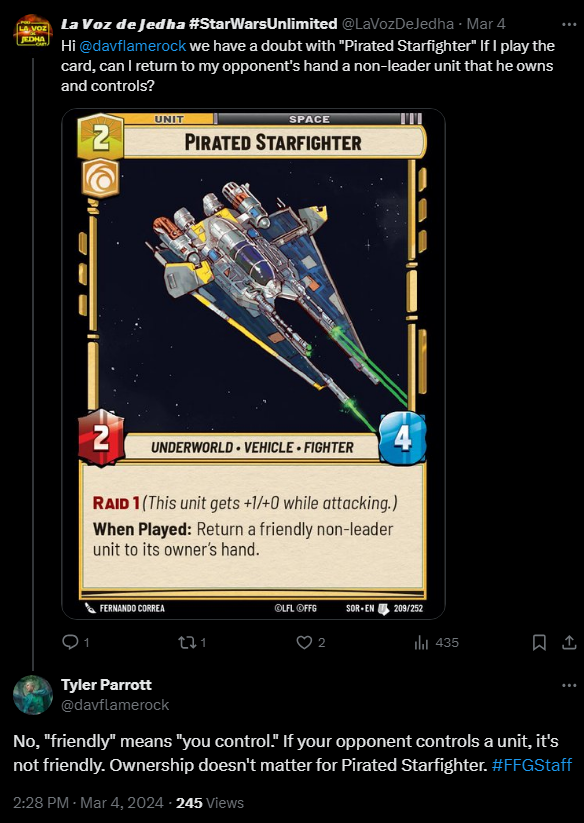 LA VOZ
DE
JEDHA
La Voz de Jedha #StarWarsUnlimited @LaVozDeJedha · Mar 4
Hi @davflamerock we have a doubt with "Pirated Starfighter" If I play the
card, can I return to my opponent's hand a non-leader unit that he owns
and controls?
2 UNIT SPACE
PIRATED STARFIGHTER
2 UNDERWORLD • VEHICLE • FIGHTER 4
RAID 1 (This unit gets +1/+0 while attacking.)
When Played: Return a friendly non-leader
unit to its owner's hand.
FERNANDO CORREA ©LFL ©FFG SOR • EN 209/252
1 1 2 435
Tyler Parrott
@davflamerock
No, "friendly" means "you control." If your opponent controls a unit, it's
not friendly. Ownership doesn't matter for Pirated Starfighter. #FFGStaff
2:28 PM · Mar 4, 2024 · 245 Views